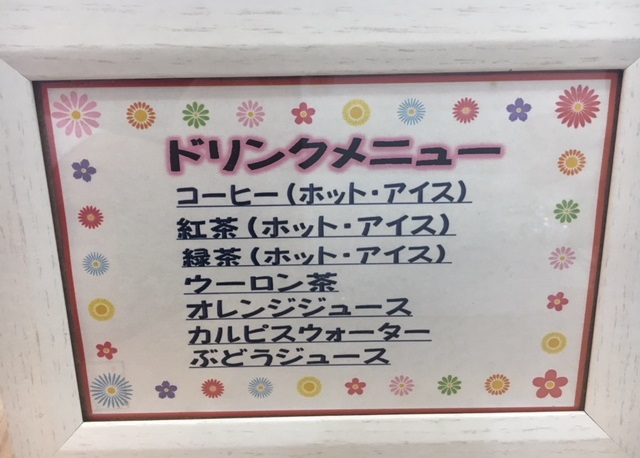 ドリンクメニュー
コーヒー(ホット・アイス)
紅茶(ホット・アイス)
緑茶(ホット・アイス)
ウーロン茶
オレンジジュース
カルピスウォーター
ぶどうジュース